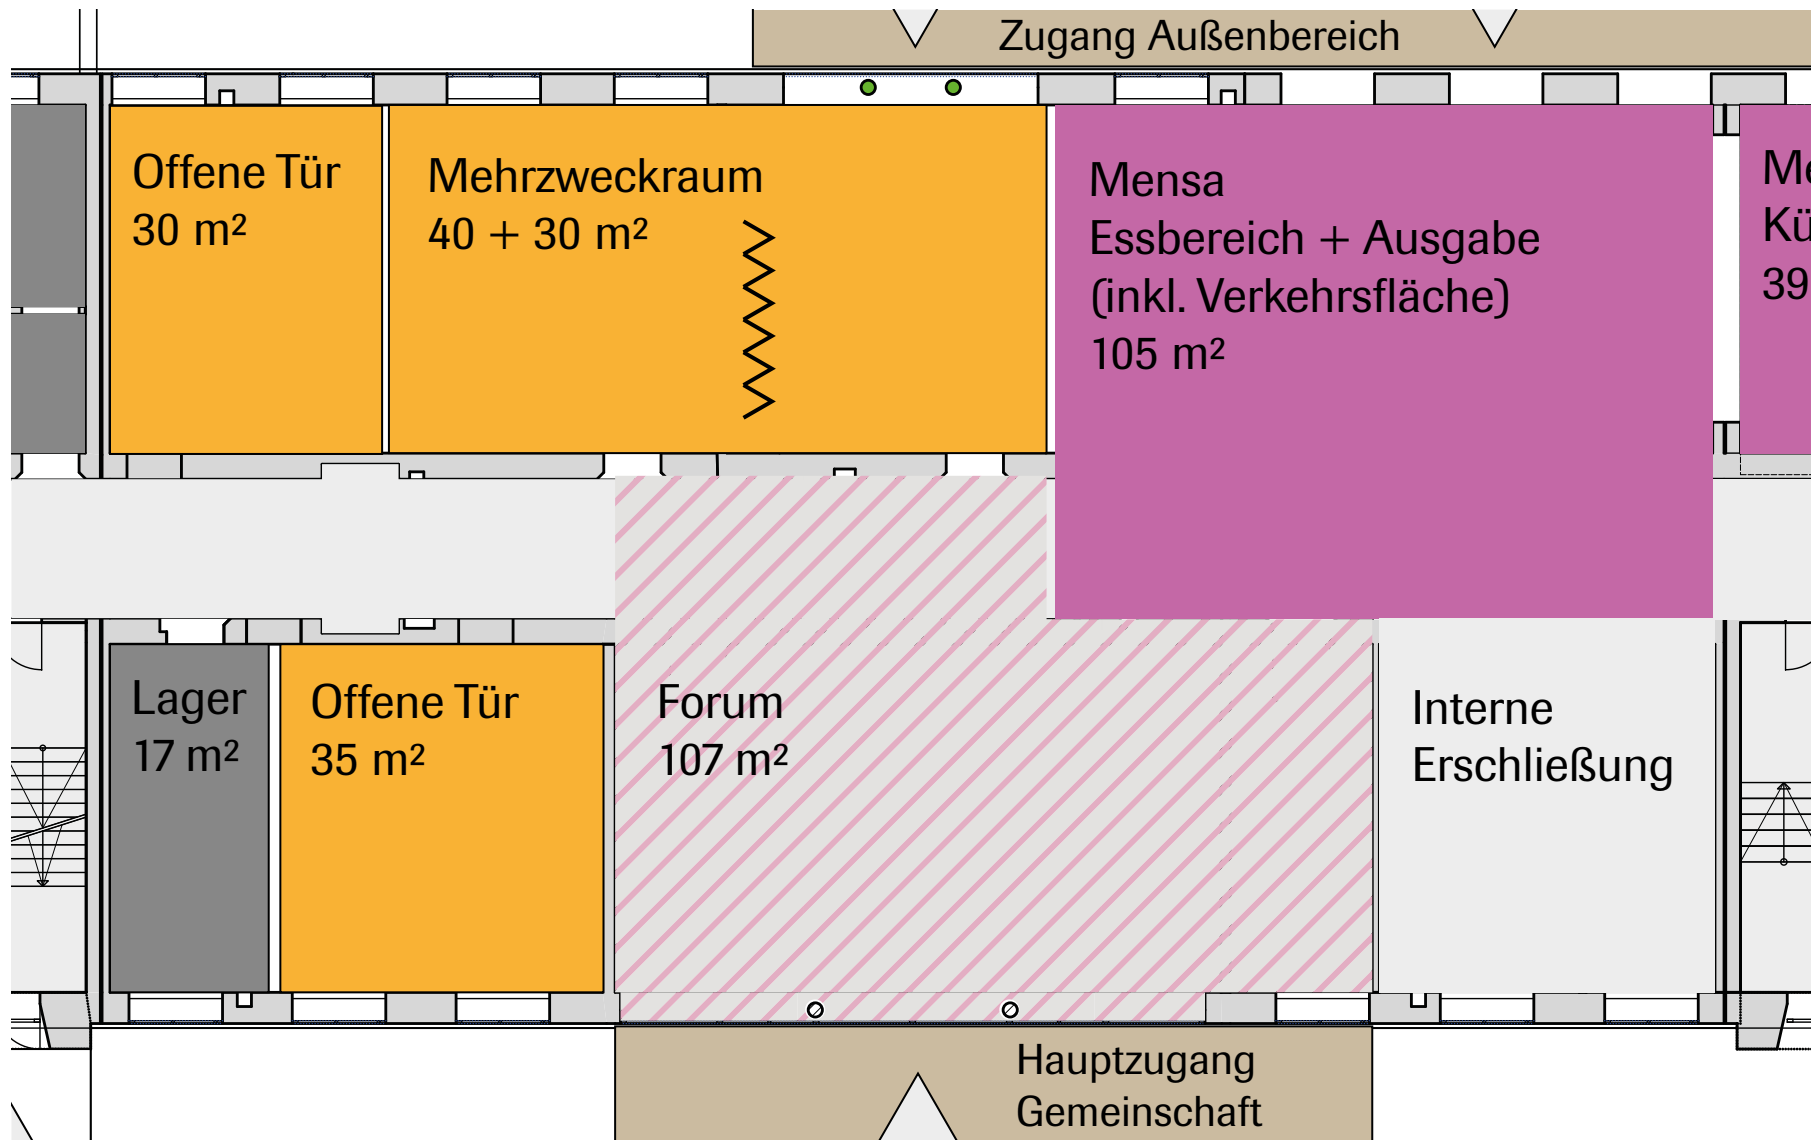 Zugang Außenbereich
Offene Tür
30 m²
Mehrzweckraum
40 + 30 m²
Mensa
Essbereich + Ausgabe
(inkl. Verkehrsfläche)
105 m²
39
Lager
17 m²
Offene Tür
35 m²
Forum
107 m²
Interne
Erschließung
Hauptzugang
Gemeinschaft